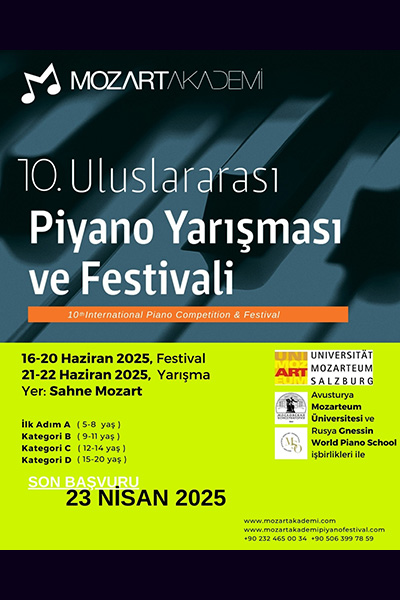 MOZARTAKADEMİ
10. Uluslararası
Piyano Yarışması
ve Festivali
10th International Piano Competition & Festival
16-20 Haziran 2025, Festival
21-22 Haziran 2025, Yarışma
Yer: Sahne Mozart
İlk Adım A ( 5-8 yaş )
Kategori B ( 9-11 yaş )
Kategori C ( 12-14 yaş )
Kategori D ( 15-20 yaş )
SON BAŞVURU
23 NİSAN 2025
UNI
MOZ
ART
EUM
UNIVERSITÄT
MOZARTEUM
SALZBURG
Avusturya
Mozarteum
Üniversitesi ve
Rusya Gnessin
World Piano School
işbirlikleri ile
www.mozartakademi.com
www.mozartakademipiyanofestival.com
+90 232 465 00 34 +90 506 399 78 59